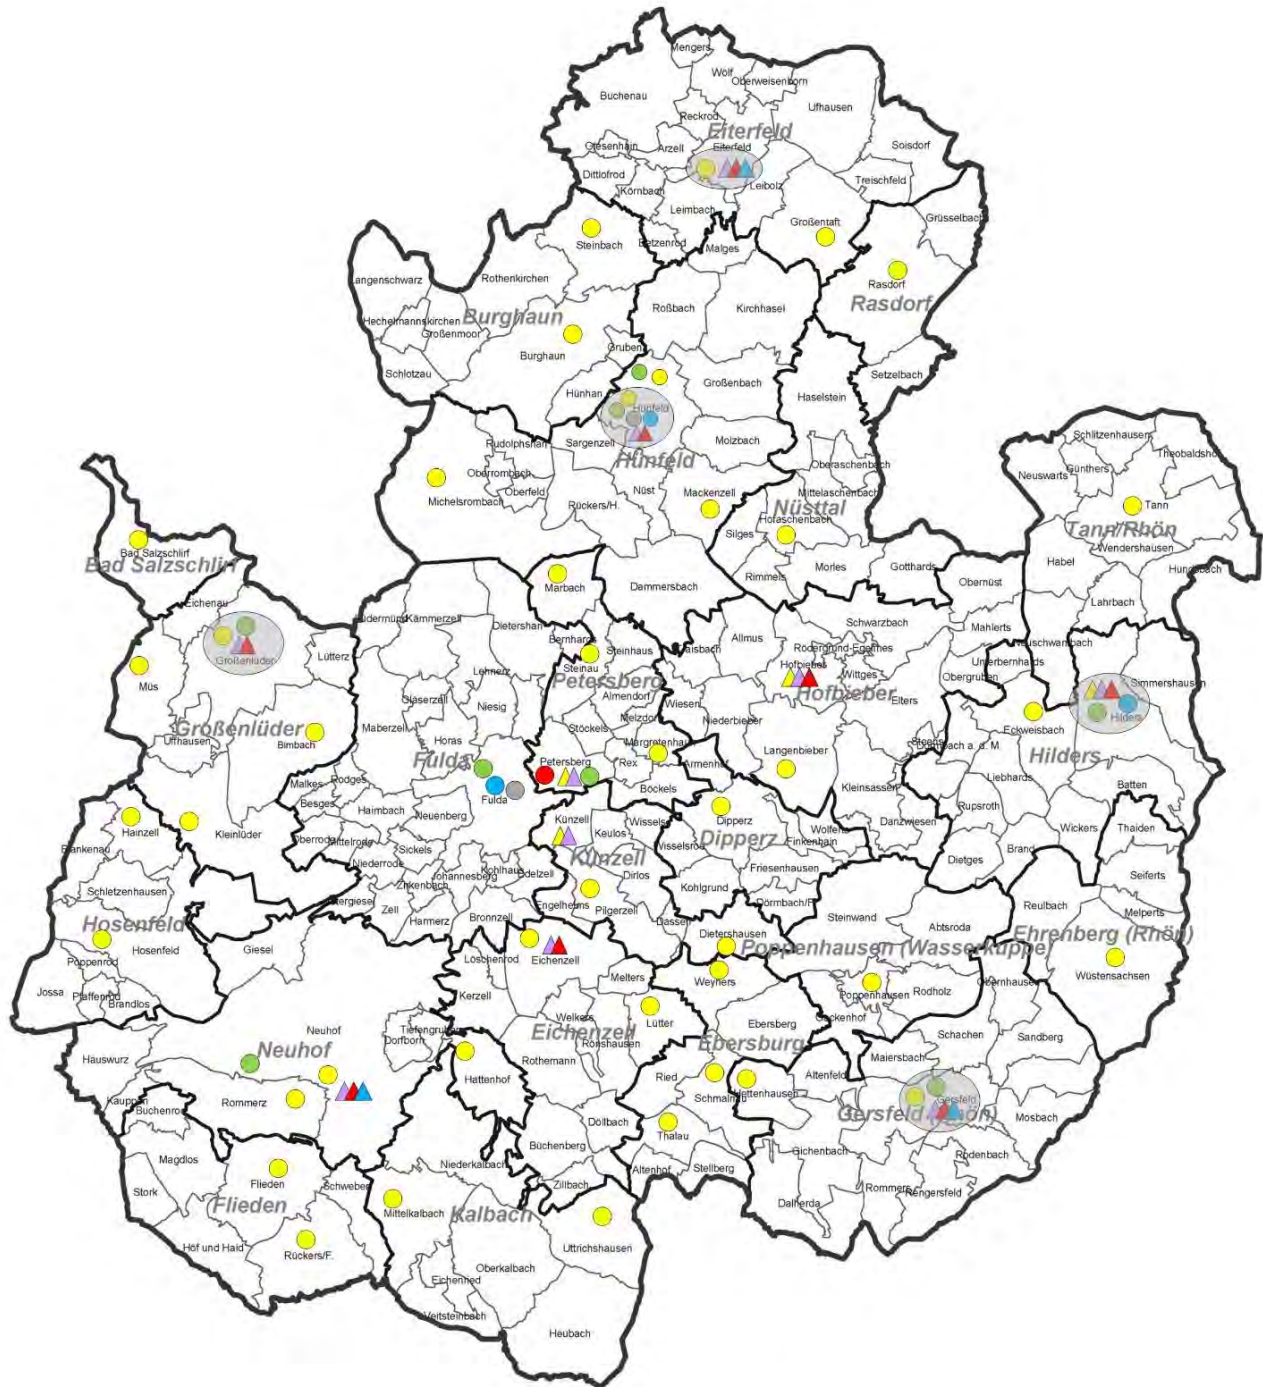 Mengers
Wolf
Oberweisenborn
Buchenau
Ufhausen
Reckrod
Eiterfeld
Giesenhain
Arzell
Eiterfeld
Soisdorf
Dittlofrod
Treischfeld
Körnbach
Leibolz
Leimbach
Großentaft
Grüsselbach
Steinbach
Betzenrod
Malges
Langenschwarz
Rothenkirchen
Rasdorf
Rasdorf
Roßbach
Kirchhasel
Burghaun
Hechelmannskirchen
Großenmoor
Burghaun
Gruben
Schlotzau
Setzelbach
Großenbach
Hünhan
Haselstein
Hünfeld
Rudolphshan
Sargenzell
Molzbach
Hünfeld
Schlitzenhausen
Theobaldshof
Günthers
Neuswarts
Oberrombach
Oberaschenbach
Michelsrombach
Oberfeld
Nüst
Mackenzell
Mittelaschenbach
Rückers/H.
Nüsttal
Hofaschenbach
Tann
Tann/Rhön
Silges
Wendershausen
Bad Salzschlirf
Bad Salzschlirf
Rimmels
Morles
Gotthards
Habel
Hundsbach
Marbach
Dammersbach
Obernüst
Eichenau
Lahrbach
Kämmerzell
Dietershan
Schwarzbach
Mahlerts
Bernhards
Allmus
Steinhaus
Rödergrund-Egelmes
Großenlüder
Lütterz
Lehnerz
Steinau
Hofbieber
Wittges
Unterbernhards
Obergruben
Simmershausen
Müs
Petersberg
Hofbieber
Gläserzell
Niesig
Almendorf
Wiesen
Elters
Melzdorf
Niederbieber
Hilders
Großenlüder
Maberzell
Stöckels
Eckweisbach
Uffhausen
Bimbach
Horas
Margretenhaun
Langenbieber
Hilders
Fulda
Petersberg
Rex
Armenhof
Dörmbach a. d. M
Malkes
Rodges
Liebhards
Batten
Besges
Haimbach
Fulda
Böckels
Kleinsassen
Rupsroth
Hainzell
Kleinlüder
Neuenberg
Künzell
Wissels
Dipperz
Danzwiesen
Wickers
Thaiden
Oberrode
Mittelrode
Sickels
Keulos
Wisselsrod
Dipperz
Wolferts
Finkenhain
Brand
Blankenau
Niederrode
Johannesberg
Kohlhaus
Edelzell
Künzell
Dirlos
Friesenhausen
Dietges
Seiferts
Schletzenhausen
Zirkenbach
Kohlgrund
Istergiesel
Zell
Harmerz
Bronnzell
Engelhelms
Pilgerzell
Dörmbach/F.
Reulbach
Melperts
Hosenfeld
Dassen
Steinwand
Abtsroda
Ehrenberg (Rhön)
Hosenfeld
Giesel
Dietershausen
Poppenhausen (Wasserkuppe)
Poppenrod
Löschenrod
Eichenzell
Wüstensachsen
Jossa
Pfaffenrod
Brandlos
Kerzell
Melters
Weyhers
Poppenhausen
Rodholz
Obernhausen
Neuhof
Tiefengruben
Welkers
Lütter
Ebersberg
Gackenhof
Dorfborn
Eichenzell
Rönshausen
Schachen
Sandberg
Hauswurz
Neuhof
Ebersburg
Rothemann
Maiersbach
Hattenhof
Ried
Altenfeld
Kauppen
Rommerz
Schmalnau
Hettenhausen
Gersfeld
Buchenrod
Gersfeld (Rhön)
Mosbach
Döllbach
Thalau
Büchenberg
Gichenbach
Rodenbach
Magdlos
Niederkalbach
Altenhof
Stellberg
Flieden
Schweben
Zillbach
Rommers
Rengersfeld
Stork
Flieden
Mittelkalbach
Kalbach
Dalherda
Uttrichshausen
Höf und Haid
Rückers/F.
Oberkalbach
Eichenried
Veitsteinbach
Heubach